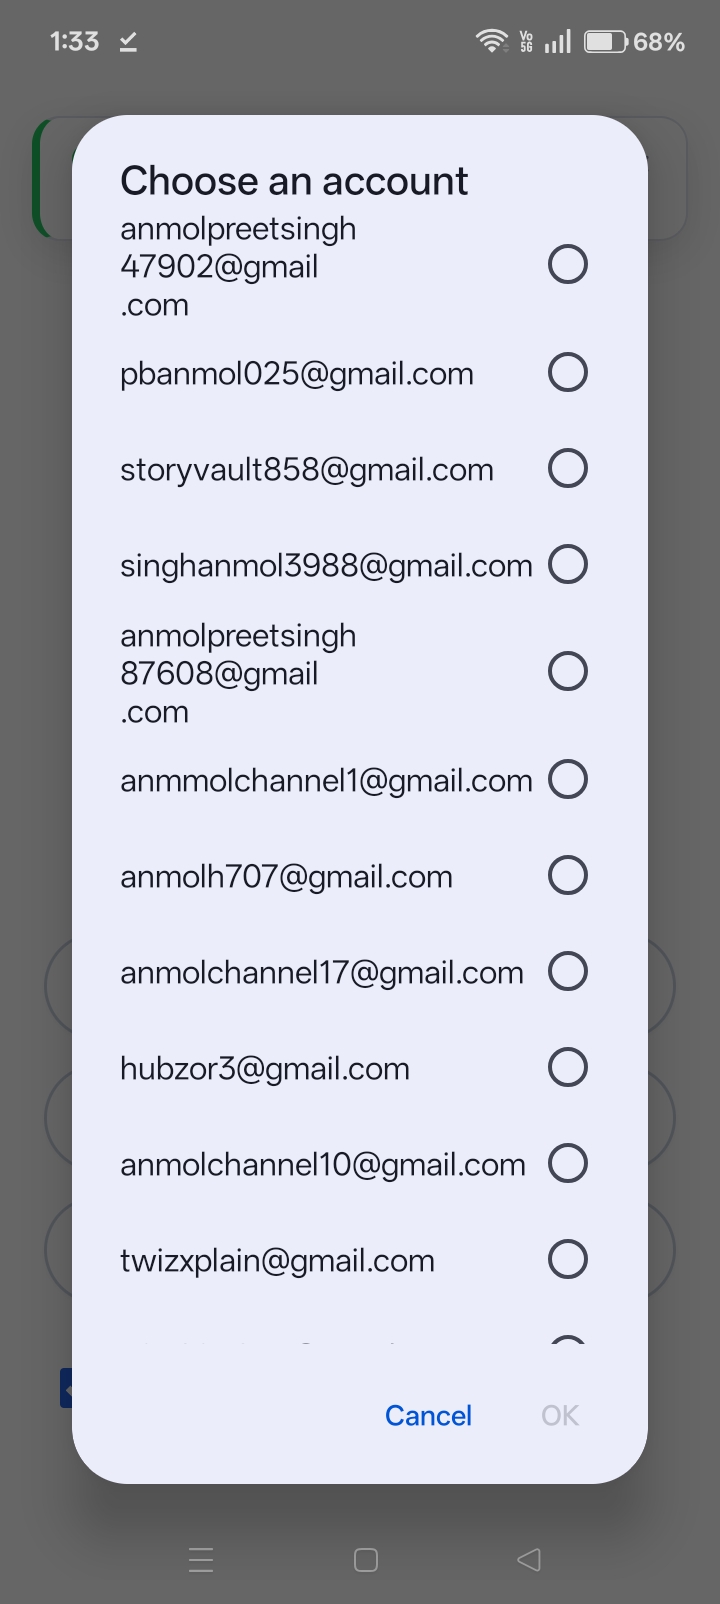 1:33
Vo 5G
68%
Choose an account
anmolpreetsingh
47902@gmail
.com
pbanmol025@gmail.com
storyvault858@gmail.com
singhanmol3988@gmail.com
anmolpreetsingh
87608@gmail
.com
anmmolchannel1@gmail.com
anmolh707@gmail.com
anmolchannel17@gmail.com
hubzor3@gmail.com
anmolchannel10@gmail.com
twizxplain@gmail.com
Cancel
OK